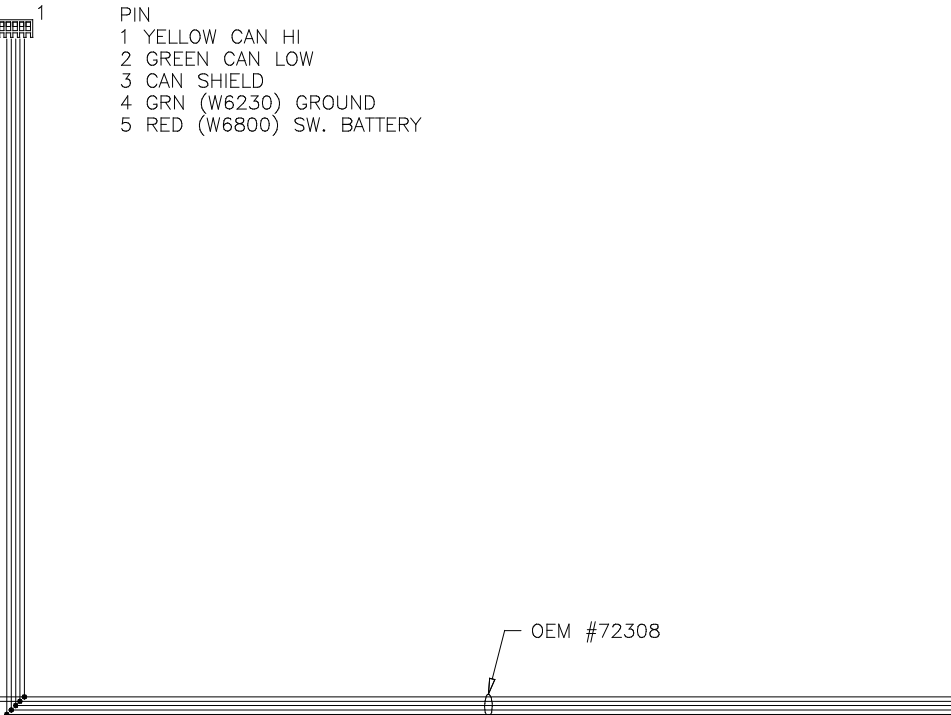 1
PIN
1 YELLOW CAN HI
2 GREEN CAN LOW
3 CAN SHIELD
4 GRN (W6230) GROUND
5 RED (W6800) SW. BATTERY
OEM #72308